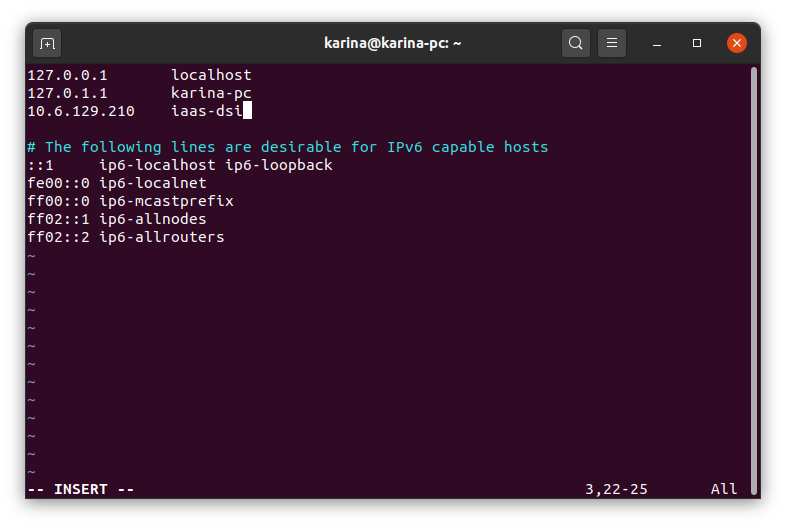 karina@karina-pc: ~
127.0.0.1       localhost
127.0.1.1       karina-pc
10.6.129.210    iaas-dsi
# The following lines are desirable for IPv6 capable hosts
::1     ip6-localhost ip6-loopback
fe00::0 ip6-localnet
ff00::0 ip6-mcastprefix
ff02::1 ip6-allnodes
ff02::2 ip6-allrouters
~
~
~
~
~
~
~
~
~
~
~
~
~
-- INSERT --                                                  3,22-25       All